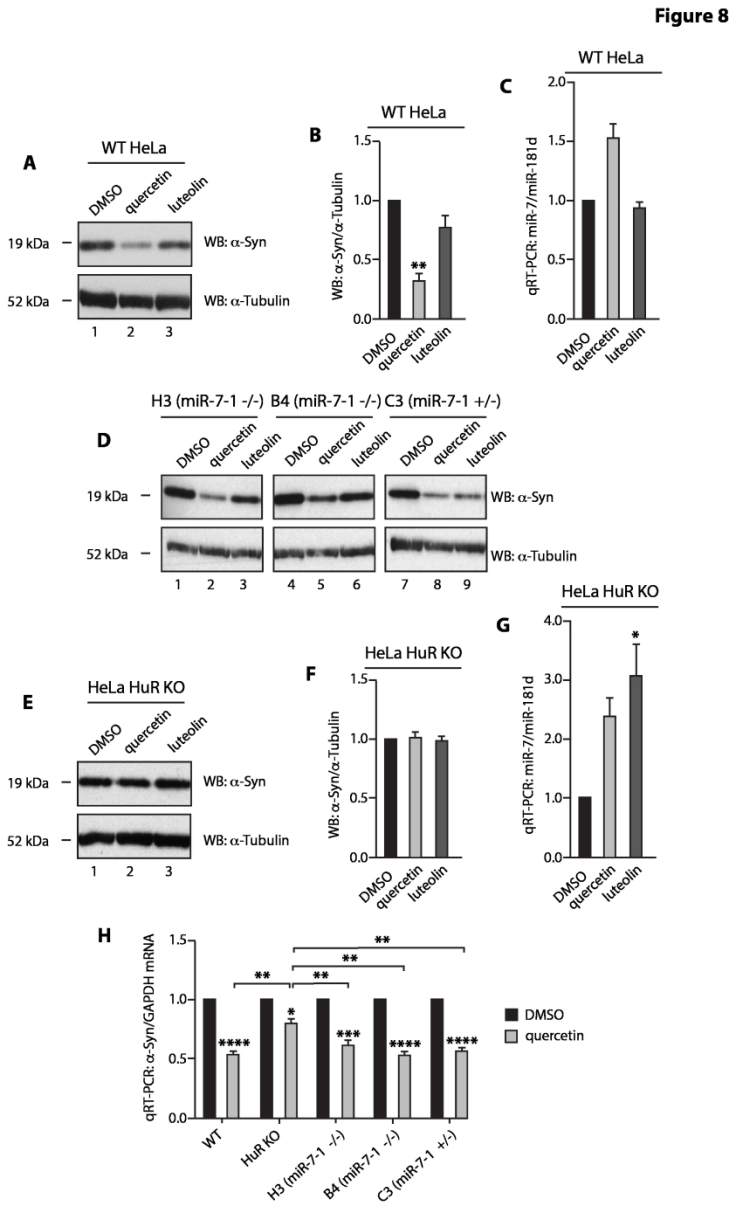 Figure 8
A
WT HeLa
DMSO
quercetin
luteolin
19 kDa
WB: α-Syn
52 kDa
WB: α-Tubulin
1 2 3
B
WT HeLa
WB: α-Syn/α-Tubulin
1.5
1.0
0.5
0.0
**
DMSO
quercetin
luteolin
C
WT HeLa
qRT-PCR: miR-7/miR-181d
2.0
1.5
1.0
0.5
0.0
DMSO
quercetin
luteolin
D
H3 (miR-7-1 -/-) B4 (miR-7-1 -/-) C3 (miR-7-1 +/-)
DMSO
quercetin
luteolin
DMSO
quercetin
luteolin
DMSO
quercetin
luteolin
19 kDa
WB: α-Syn
52 kDa
WB: α-Tubulin
1 2 3 4 5 6 7 8 9
E
HeLa HuR KO
DMSO
quercetin
luteolin
19 kDa
WB: α-Syn
52 kDa
WB: α-Tubulin
1 2 3
F
HeLa HuR KO
WB: α-Syn/α-Tubulin
1.5
1.0
0.5
0.0
DMSO
quercetin
luteolin
G
HeLa HuR KO
qRT-PCR: miR-7/miR-181d
4.0
3.0
2.0
1.0
0.0
*
DMSO
quercetin
luteolin
H
qRT-PCR: α-Syn/GAPDH mRNA
1.5
1.0
0.5
0.0
**
**
** **
**** * *** **** ****
WT
HuR KO
H3 (miR-7-1 -/-)
B4 (miR-7-1 -/-)
C3 (miR-7-1 +/-)
DMSO
quercetin